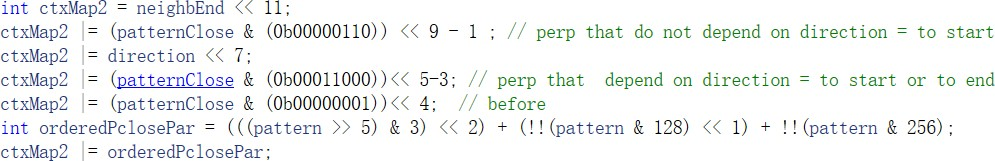 int ctxMap2 = neighbEnd << 11;
ctxMap2 |= (patternClose & (0b00000110)) << 9 - 1 ; // perp that do not depend on direction = to start
ctxMap2 |= direction << 7;
ctxMap2 |= (patternClose & (0b00011000))<< 5-3; // perp that  depend on direction = to start or to end
ctxMap2 |= (patternClose & (0b00000001))<< 4;  // before
int orderedPclosePar = (((pattern >> 5) & 3) << 2) + (!!(pattern & 128) << 1) + !!(pattern & 256);
ctxMap2 |= orderedPclosePar;